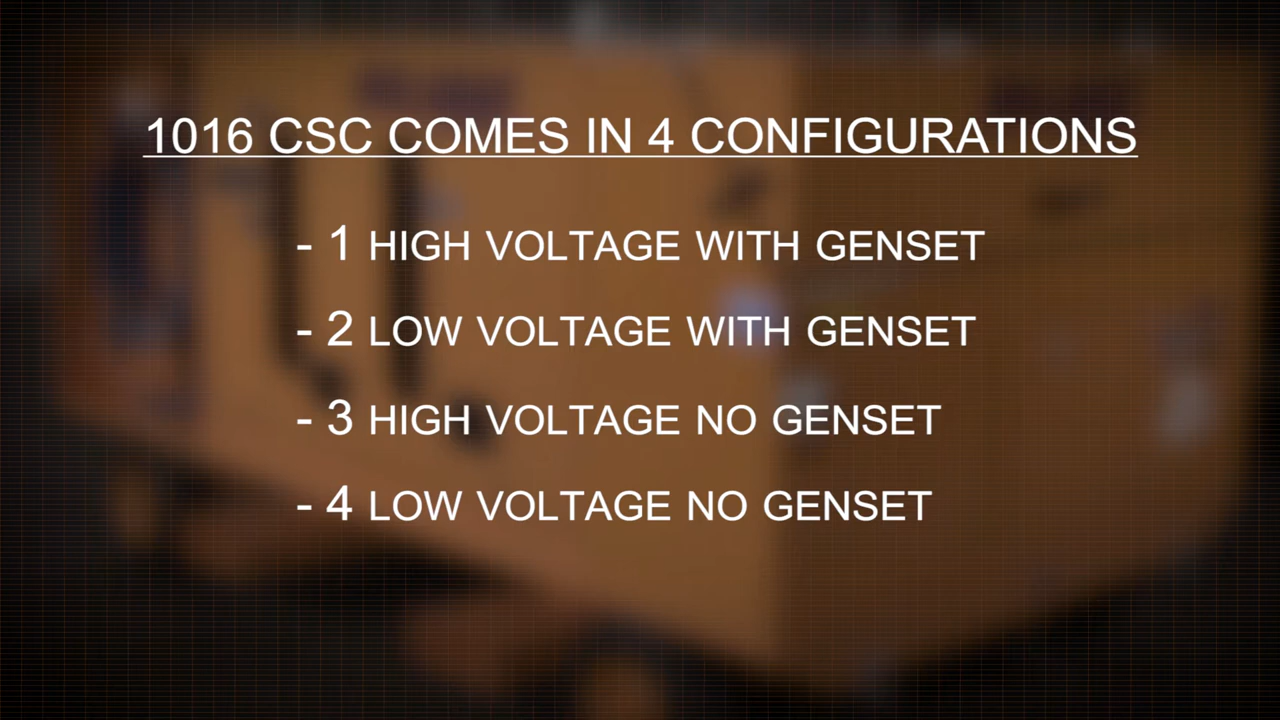 1016 CSC COMES IN 4 CONFIGURATIONS
- 1 HIGH VOLTAGE WITH GENSET
- 2 LOW VOLTAGE WITH GENSET
- 3 HIGH VOLTAGE NO GENSET
- 4 LOW VOLTAGE NO GENSET